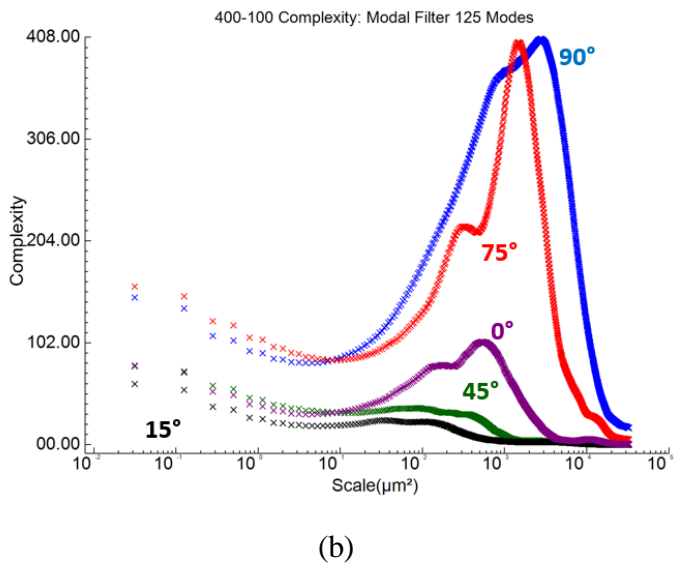 400-100 Complexity: Modal Filter 125 Modes
408.00
306.00
204.00
102.00
00.00
Complexity
90°
75°
0°
45°
15°
10⁻² 10⁻¹ 10⁰ 10¹ 10² 10³ 10⁴ 10⁵
Scale(µm²)
(b)